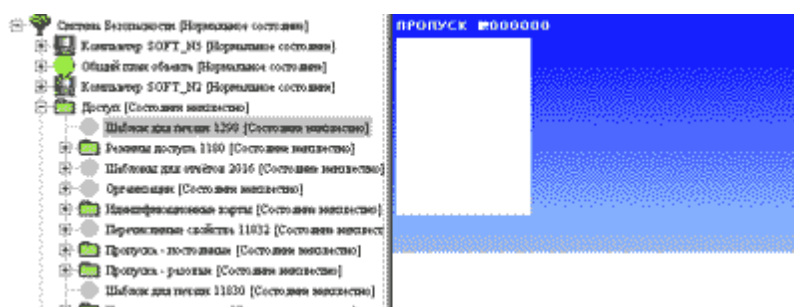 Система Безопасности [Нормальное состояние]
Компьютер SOFT_N5 [Нормальное состояние]
Общий план объекта [Нормальное состояние]
Компьютер SOFT_N2 [Нормальное состояние]
Доступ [Состояние неизвестно]
Шаблон для печати 1290 [Состояние неизвестно]
Режимы доступа 1180 [Состояние неизвестно]
Шаблоны для отчётов 2016 [Состояние неизвестно]
Организации [Состояние неизвестно]
Идентификационные карты [Состояние неизвестно]
Перечисленные свойства 11032 [Состояние неизвест
Пропуска - постоянные [Состояние неизвестно]
Пропуска - разовые [Состояние неизвестно]
Шаблон для печати 11030 [Состояние неизвестно]
ПРОПУСК №000000